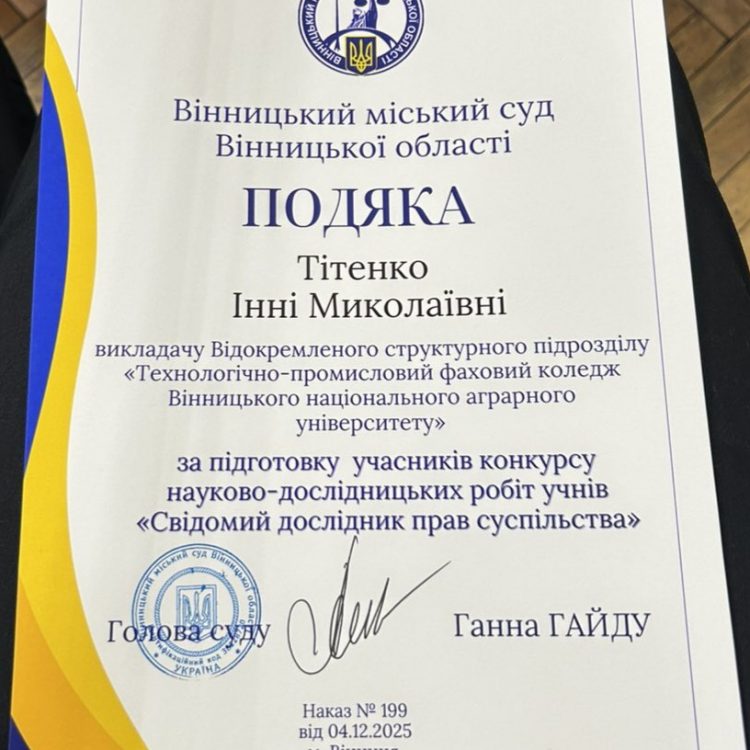 Вінницький міський суд
Вінницької області
ПОДЯКА
Тітенко
Інні Миколаївні
викладачу Відокремленого структурного підрозділу
«Технологічно-промисловий фаховий коледж
Вінницького національного аграрного
університету»
за підготовку учасників конкурсу
науково-дослідницьких робіт учнів
«Свідомий дослідник прав суспільства»
Голова суду
Ганна ГАЙДУ
УКРАЇНА
Наказ № 199
від 04.12.2025